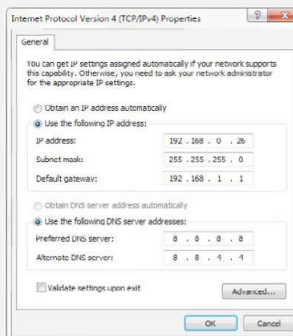 Internet Protocol Version 4 (TCP/IPv4) Properties
General
You can get IP settings assigned automatically if your network supports
this capability. Otherwise, you need to ask your network administrator
for the appropriate IP settings.
Obtain an IP address automatically
Use the following IP address:
IP address: 192 . 168 . 0 . 26
Subnet mask: 255 . 255 . 255 . 0
Default gateway: 192 . 168 . 1 . 1
Obtain DNS server address automatically
Use the following DNS server addresses:
Preferred DNS server: 8 . 8 . 8 . 8
Alternate DNS server: 8 . 8 . 4 . 4
Validate settings upon exit
Advanced...
OK Cancel